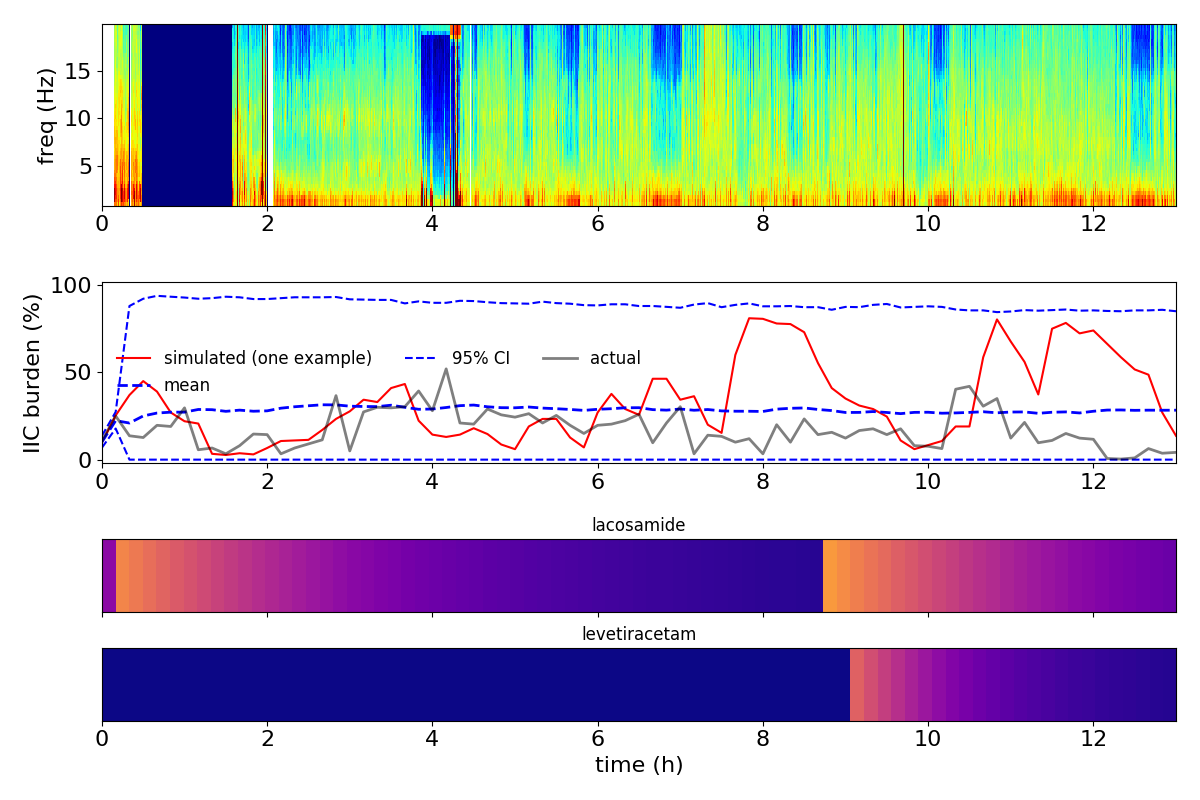 freq (Hz)
15
10
5
0 2 4 6 8 10 12
IIC burden (%)
100
50
0
simulated (one example) 95% CI actual
mean
0 2 4 6 8 10 12
lacosamide
levetiracetam
0 2 4 6 8 10 12
time (h)